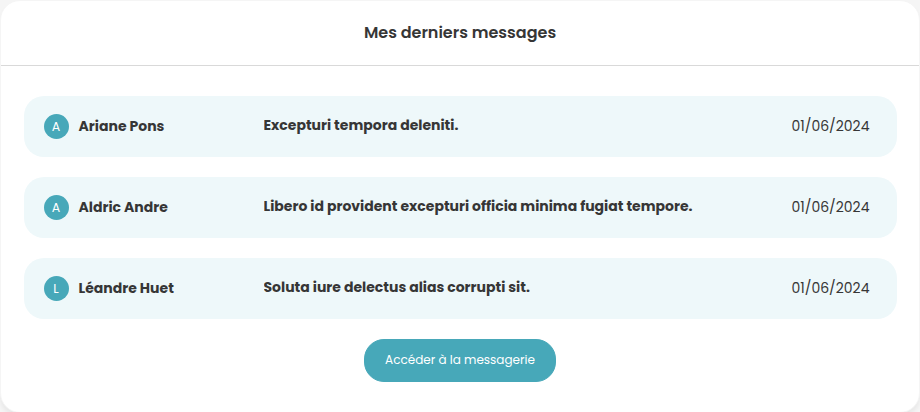 Mes derniers messages
A Ariane Pons Excepturi tempora deleniti. 01/06/2024
A Aldric Andre Libero id provident excepturi officia minima fugiat tempore. 01/06/2024
L Léandre Huet Soluta iure delectus alias corrupti sit. 01/06/2024
Accéder à la messagerie